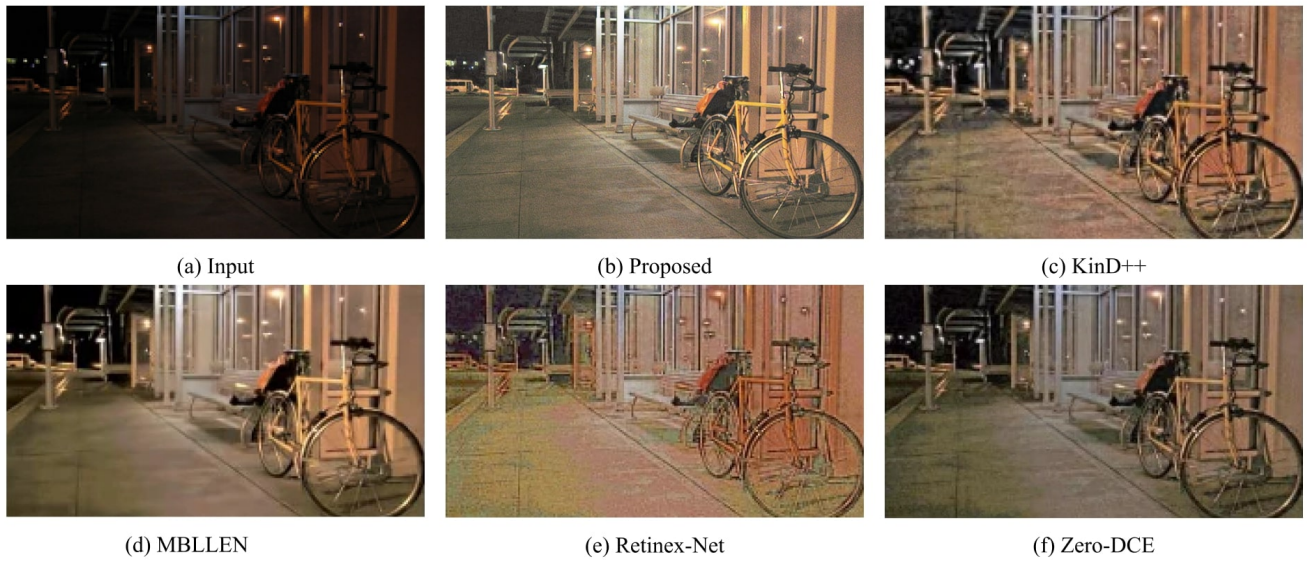 (a) Input
(b) Proposed
(c) KinD++
(d) MBLLEN
(e) Retinex-Net
(f) Zero-DCE